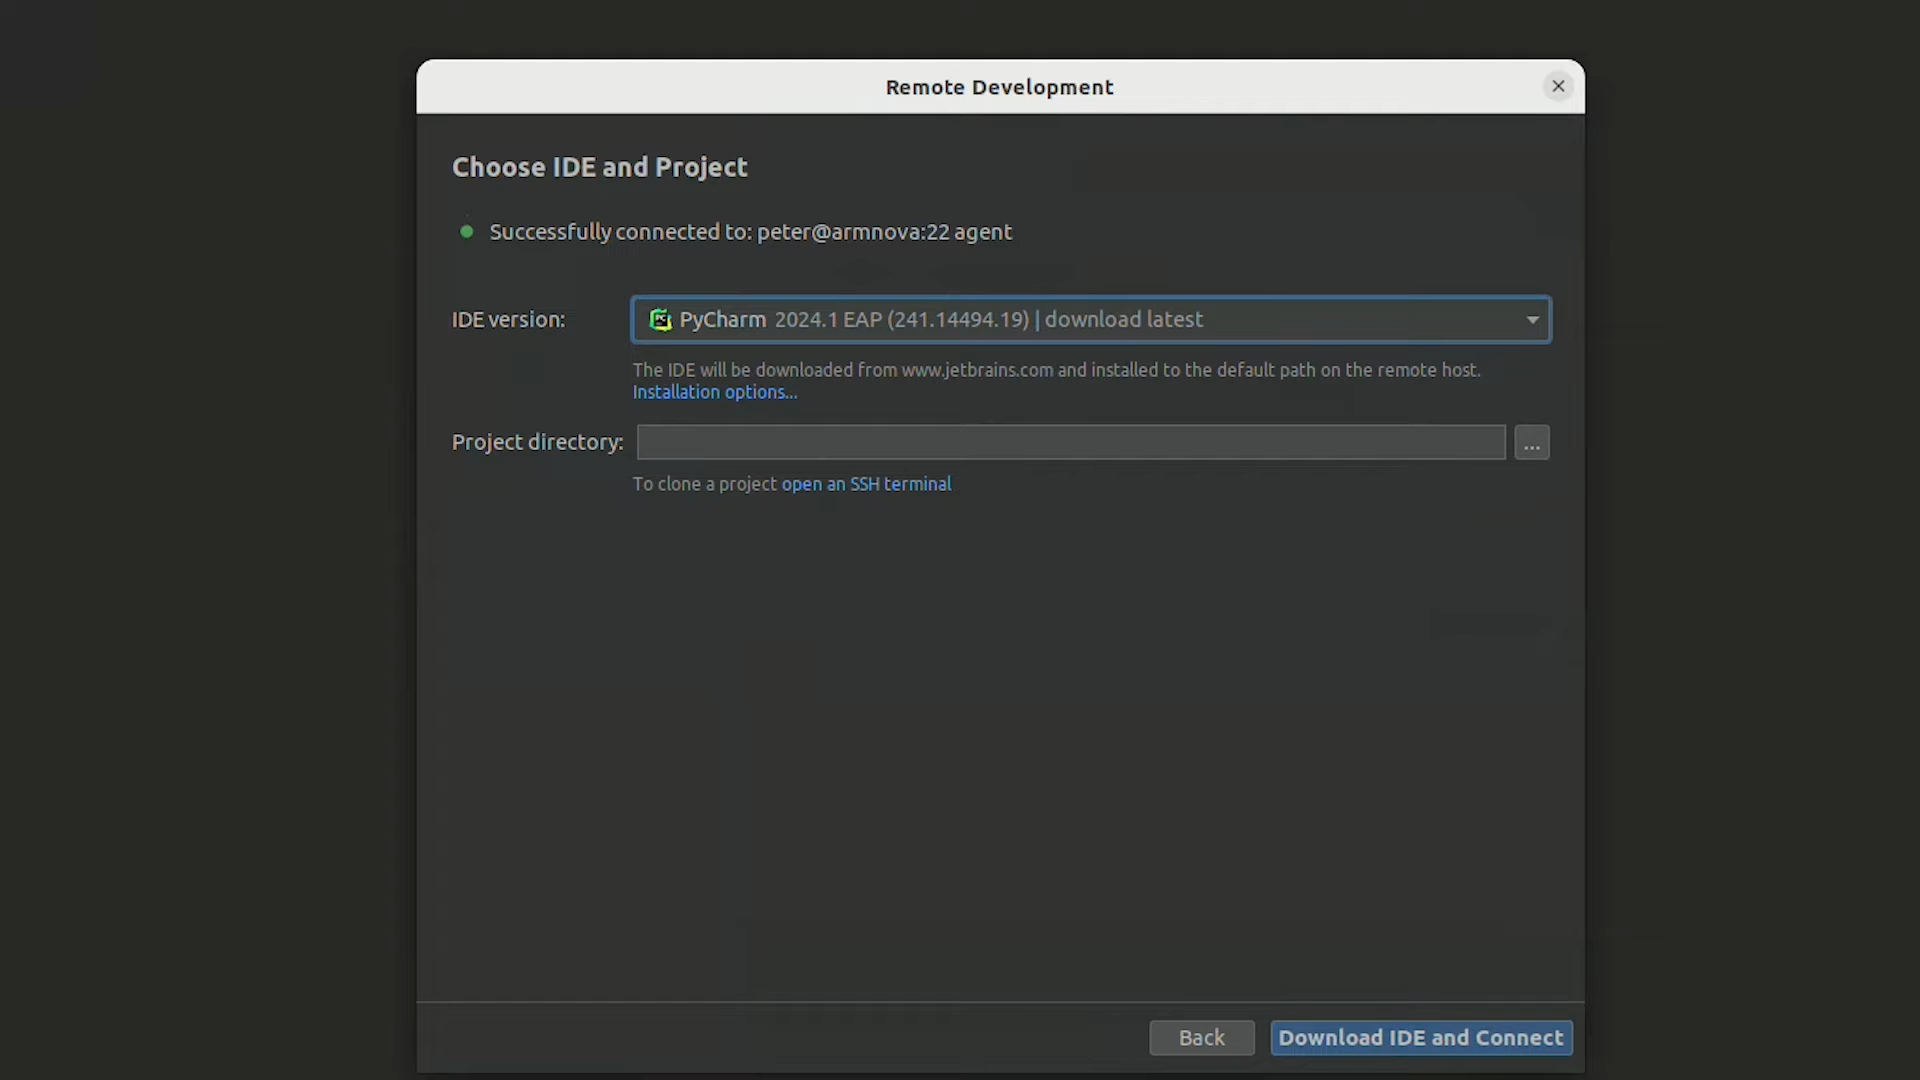 Remote Development
Choose IDE and Project
Successfully connected to: peter@armnova:22 agent
IDE version: PyCharm 2024.1 EAP (241.14494.19) | download latest
The IDE will be downloaded from www.jetbrains.com and installed to the default path on the remote host.
Installation options...
Project directory: ...
To clone a project open an SSH terminal
Back Download IDE and Connect